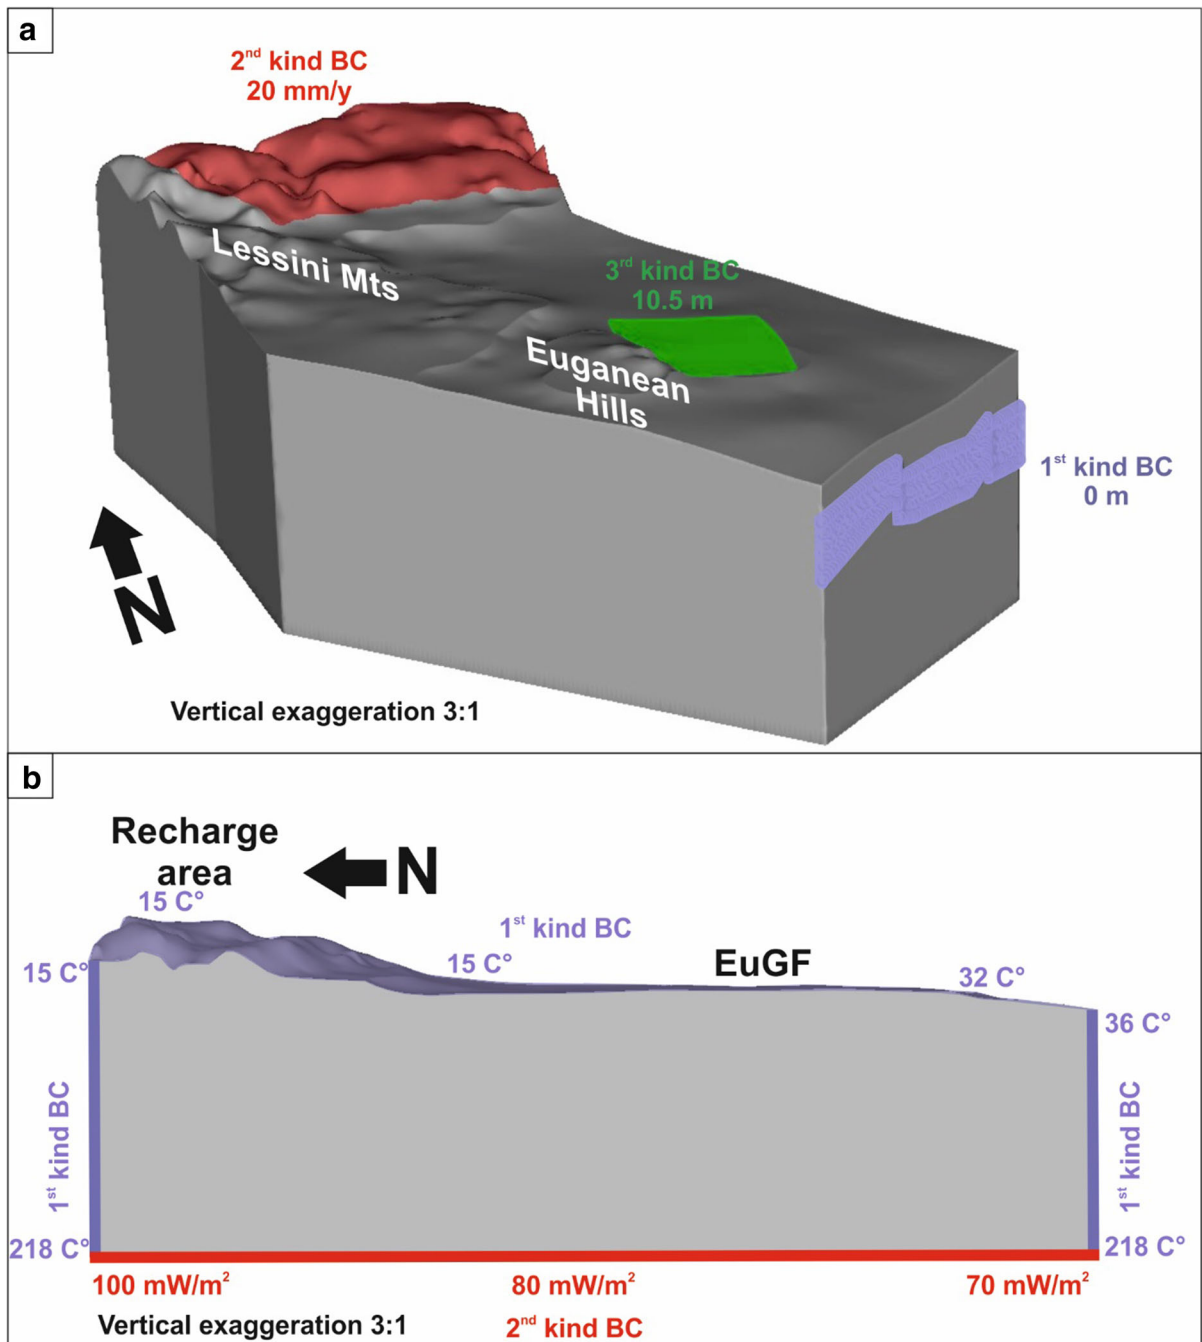 a
2nd kind BC
20 mm/y
Lessini Mts
3rd kind BC
10.5 m
Euganean
Hills
1st kind BC
0 m
N
Vertical exaggeration 3:1
b
Recharge
area
N
15 C°
1st kind BC
15 C°
15 C°
EuGF
32 C°
36 C°
1st kind BC
1st kind BC
218 C°
218 C°
100 mW/m²
80 mW/m²
70 mW/m²
Vertical exaggeration 3:1
2nd kind BC